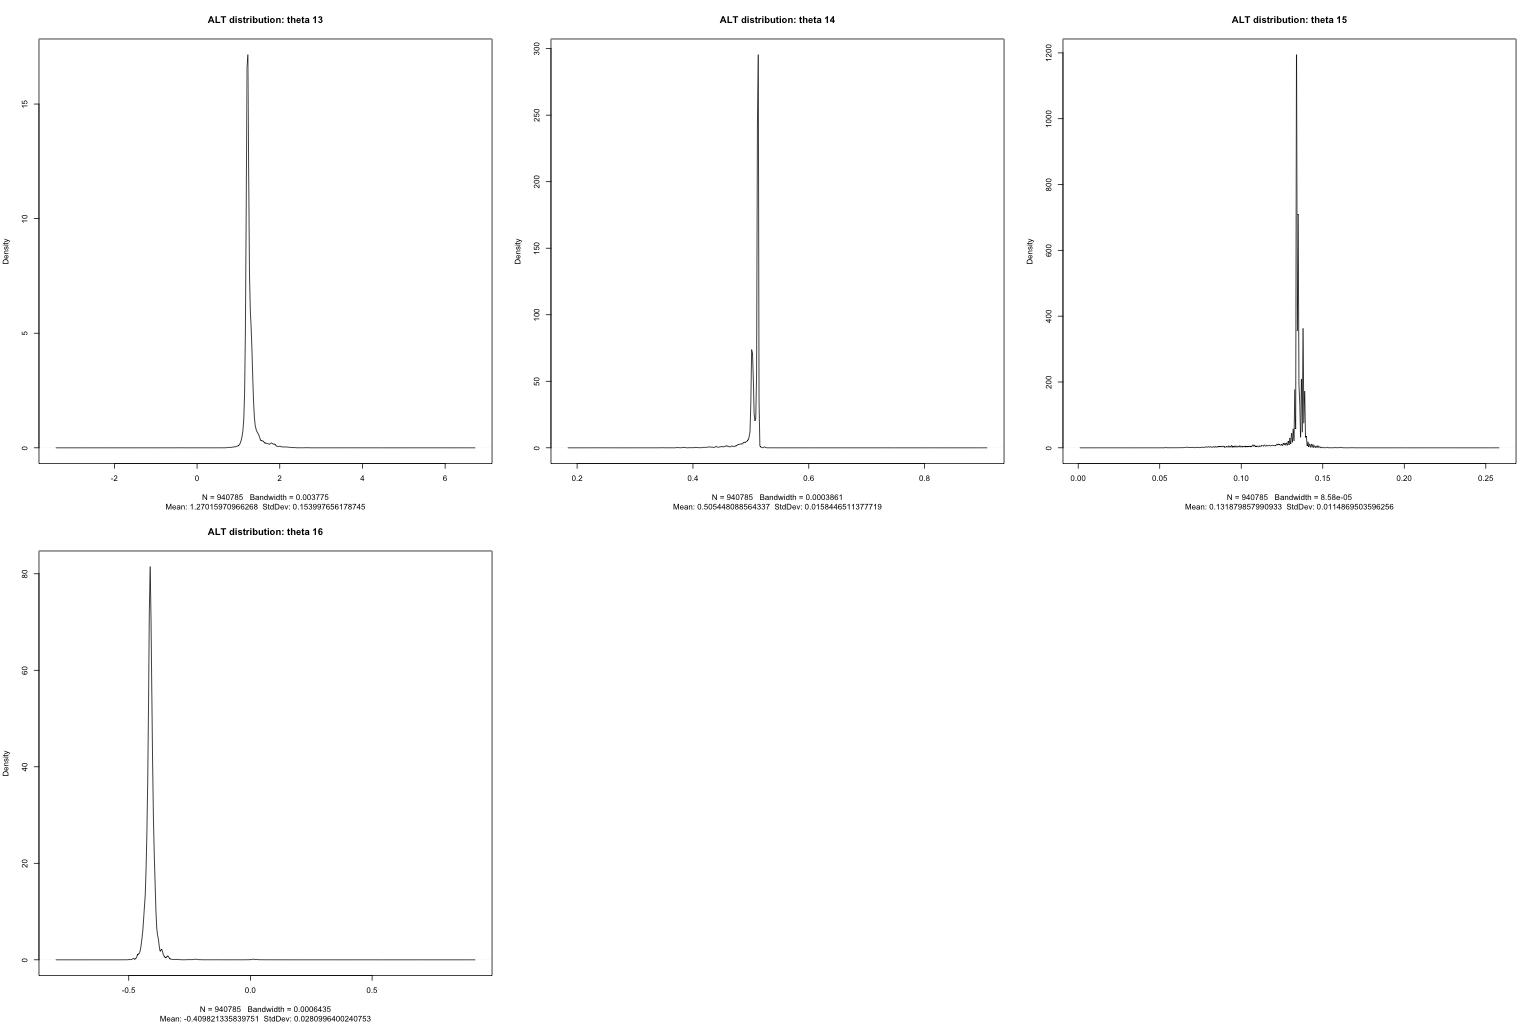 ALT distribution: theta 13
Density
0
5
10
15
-2
0
2
4
6
N = 940785   Bandwidth = 0.003775
Mean: 1.27015970966268  StdDev: 0.153997656178745
ALT distribution: theta 14
Density
0
50
100
150
200
250
300
0.2
0.4
0.6
0.8
N = 940785   Bandwidth = 0.0003861
Mean: 0.505448088564337  StdDev: 0.0158446511377719
ALT distribution: theta 15
Density
0
200
400
600
800
1000
1200
0.00
0.05
0.10
0.15
0.20
0.25
N = 940785   Bandwidth = 8.58e-05
Mean: 0.131879857990933  StdDev: 0.0114869503596256
ALT distribution: theta 16
Density
0
20
40
60
80
-0.5
0.0
0.5
N = 940785   Bandwidth = 0.0006435
Mean: -0.409821335839751  StdDev: 0.0280996400240753